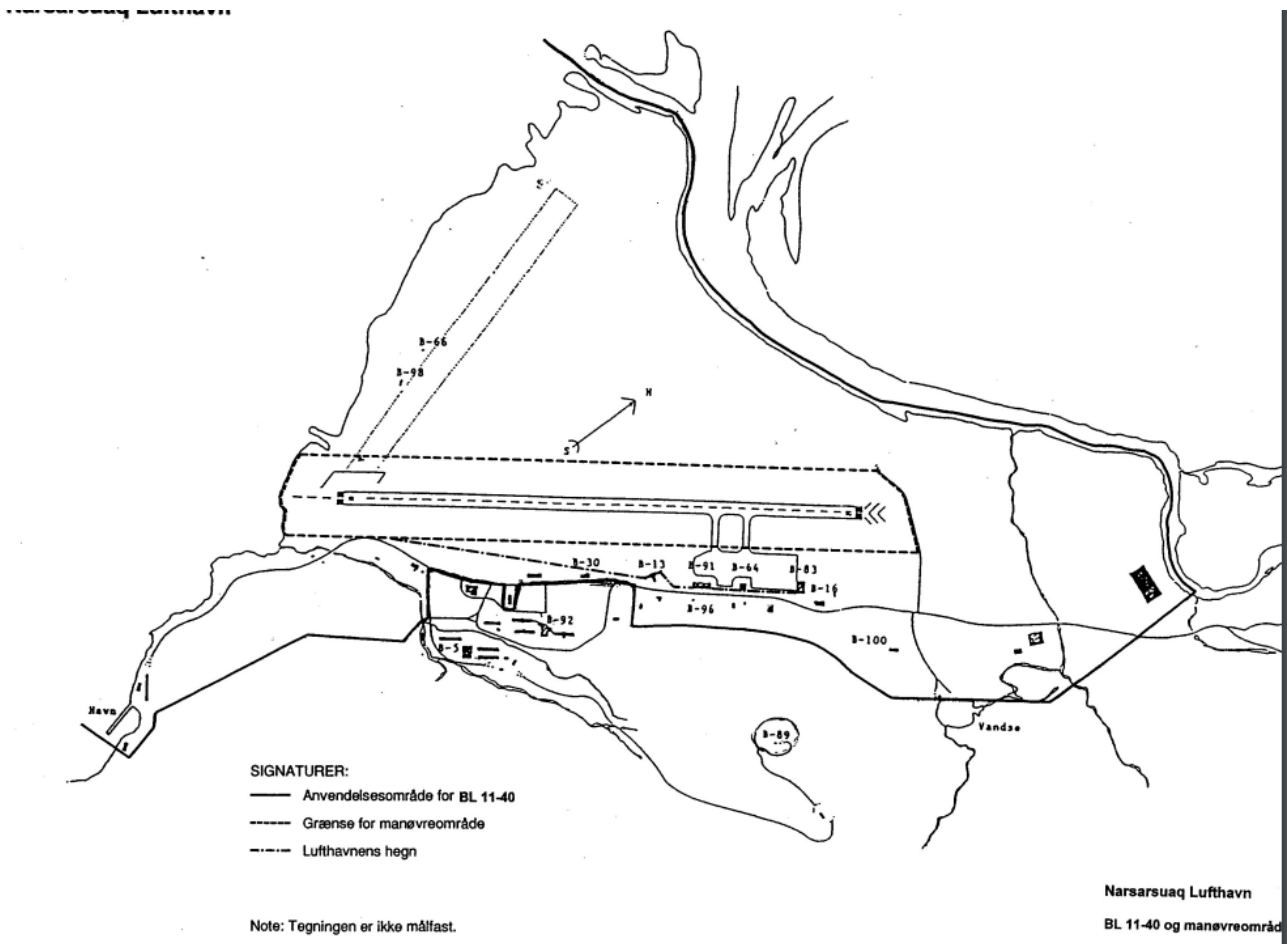 Narsarsuaq Lufthavn
B-66
B-98
N
S
B-30
B-13
B-91
B-64
B-83
B-16
B-96
B-92
B-100
B-5
Havn
Vandsø
B-89
SIGNATURER:
Anvendelsesområde for BL 11-40
Grænse for manøvreområde
Lufthavnens hegn
Note: Tegningen er ikke målfast.
Narsarsuaq Lufthavn
BL 11-40 og manøvreområd